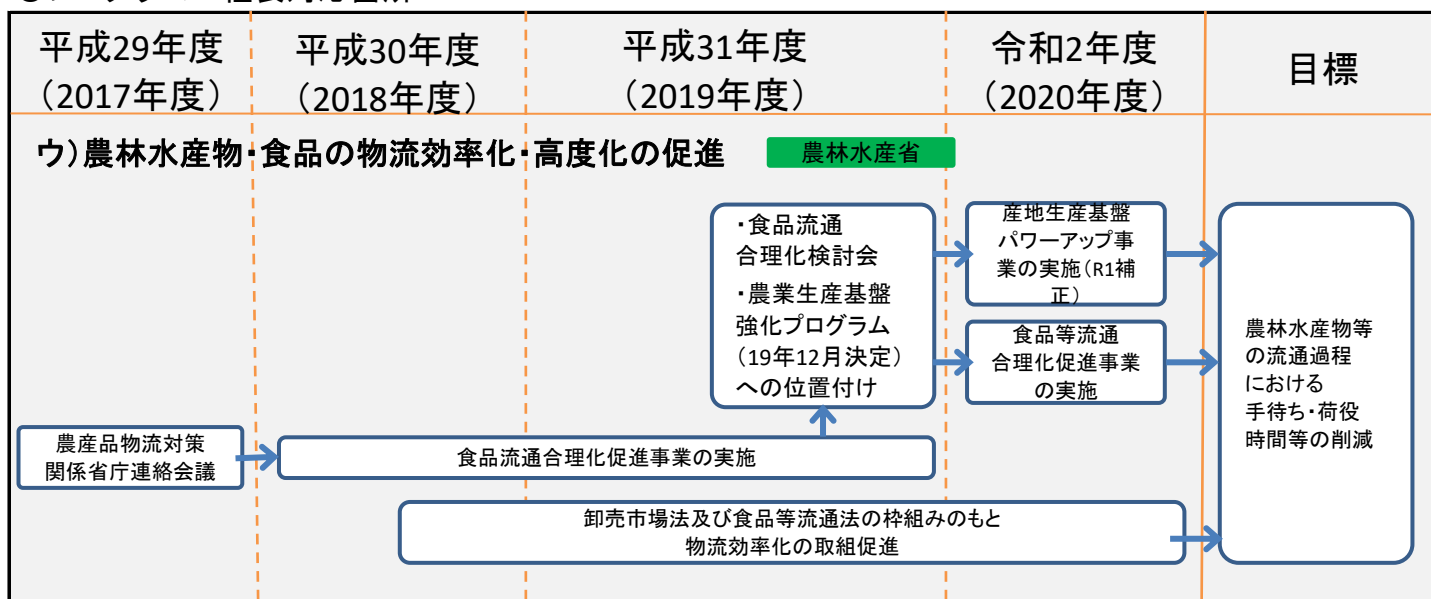 平成29年度
（2017年度）
平成30年度
（2018年度）
平成31年度
（2019年度）
令和2年度
（2020年度）
目標
ウ）農林水産物・食品の物流効率化・高度化の促進
農林水産省
・食品流通
合理化検討会
・農業生産基盤
強化プログラム
（19年12月決定）
への位置付け
産地生産基盤
パワーアップ事
業の実施（R1補
正）
食品等流通
合理化促進事業
の実施
農林水産物等
の流通過程
における
手待ち・荷役
時間等の削減
農産品物流対策
関係省庁連絡会議
食品流通合理化促進事業の実施
卸売市場法及び食品等流通法の枠組みのもと
物流効率化の取組促進